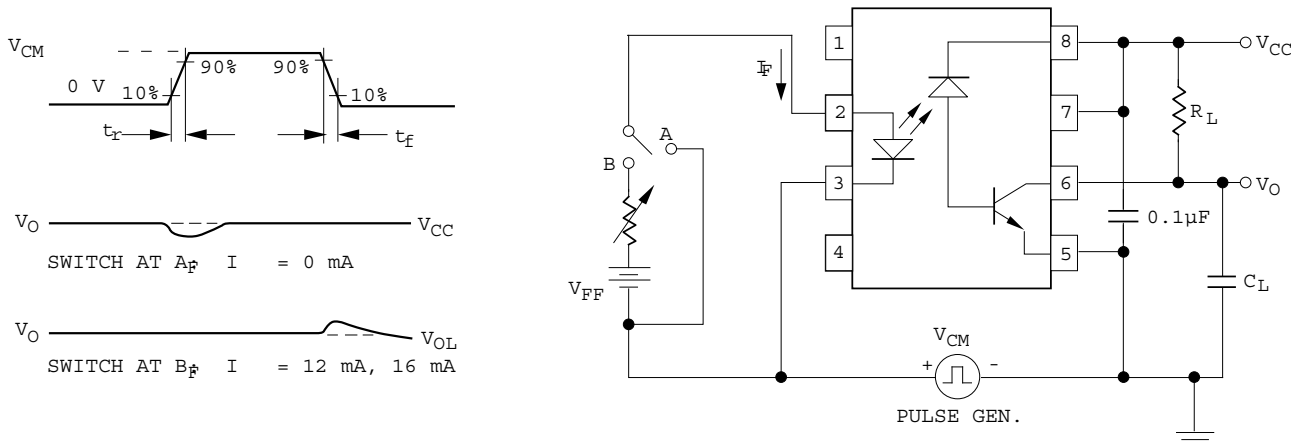 VCM
0 V
10%
90%
90%
10%
tr
tf
VO
VCC
SWITCH AT A: IF = 0 mA
VO
VOL
SWITCH AT B: IF = 12 mA, 16 mA
IF
B
A
VFF
1
2
3
4
8
7
6
5
VCC
RL
VO
0.1µF
CL
VCM
+
-
PULSE GEN.